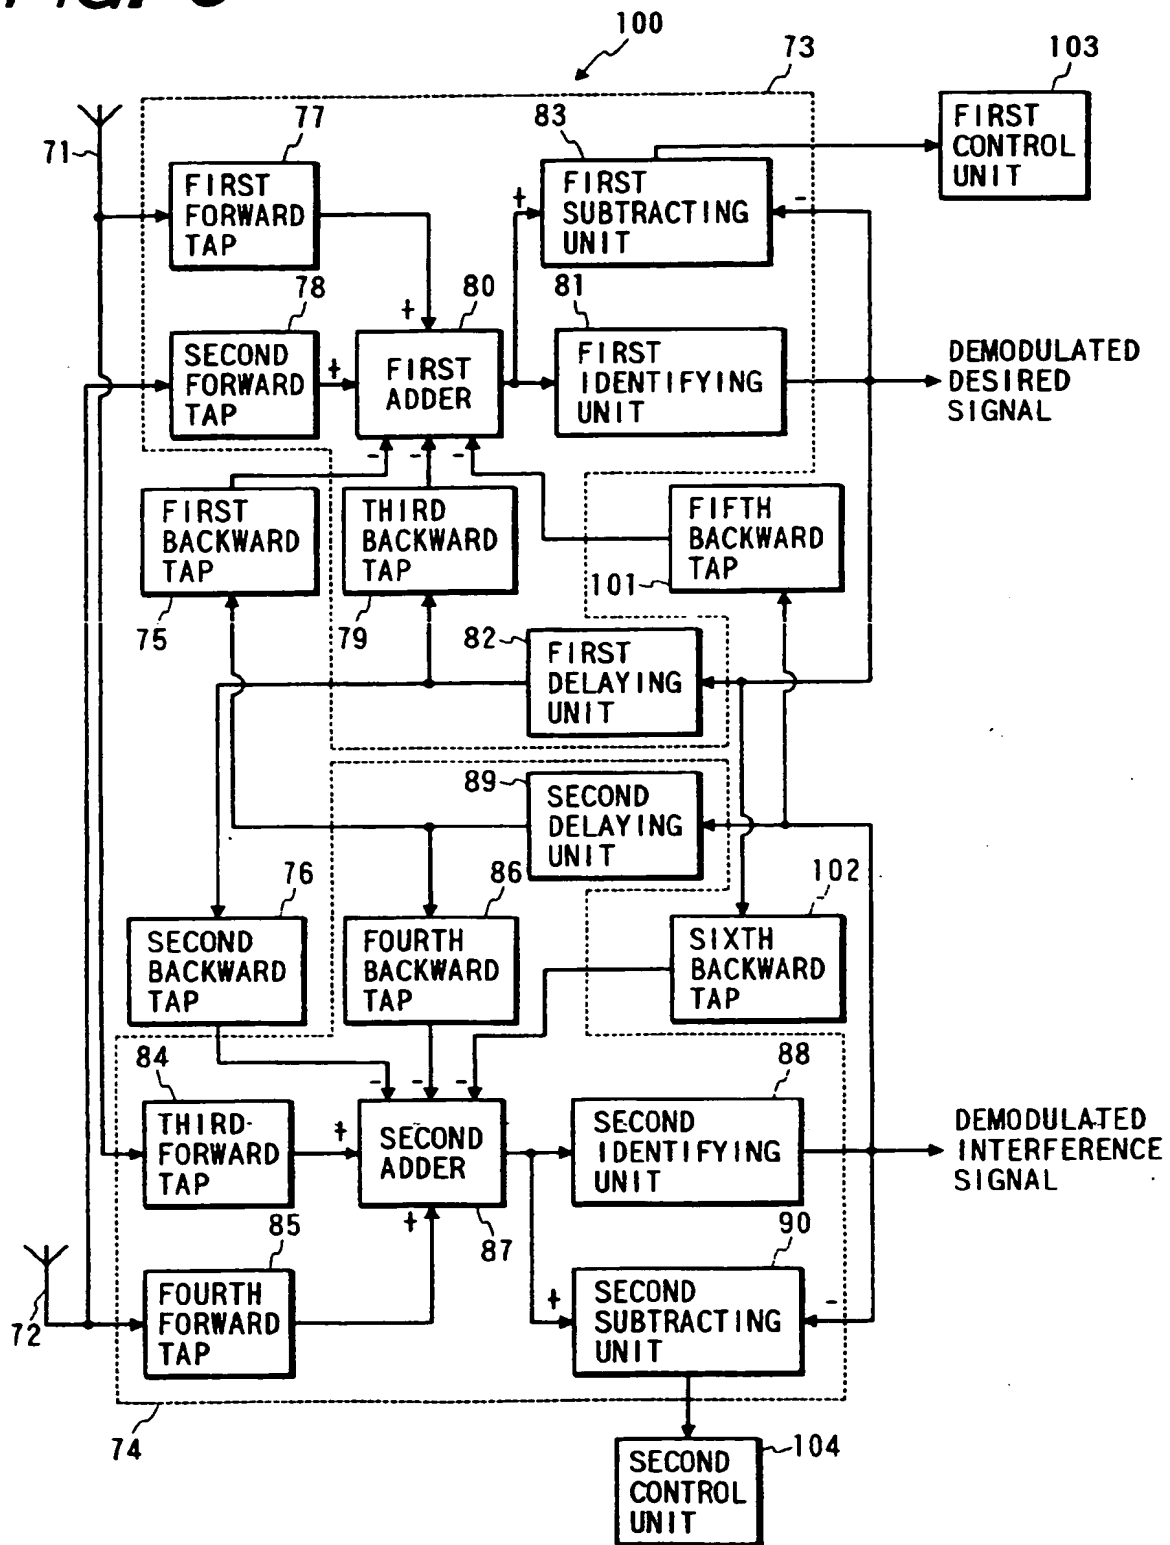 100
73
103
FIRST
CONTROL
UNIT
71
77
FIRST
FORWARD
TAP
83
FIRST
SUBTRACTING
UNIT
+
-
78
SECOND
FORWARD
TAP
+
+
80
FIRST
ADDER
81
FIRST
IDENTIFYING
UNIT
DEMODULATED
DESIRED
SIGNAL
- - -
FIRST
BACKWARD
TAP
75
THIRD
BACKWARD
TAP
79
FIFTH
BACKWARD
TAP
101
82
FIRST
DELAYING
UNIT
89
SECOND
DELAYING
UNIT
76
SECOND
BACKWARD
TAP
86
FOURTH
BACKWARD
TAP
102
SIXTH
BACKWARD
TAP
84
THIRD-
FORWARD
TAP
- - -
+
SECOND
ADDER
+
87
88
SECOND
IDENTIFYING
UNIT
DEMODULATED
INTERFERENCE
SIGNAL
72
85
FOURTH
FORWARD
TAP
90
SECOND
SUBTRACTING
UNIT
+
-
74
SECOND
CONTROL
UNIT
104